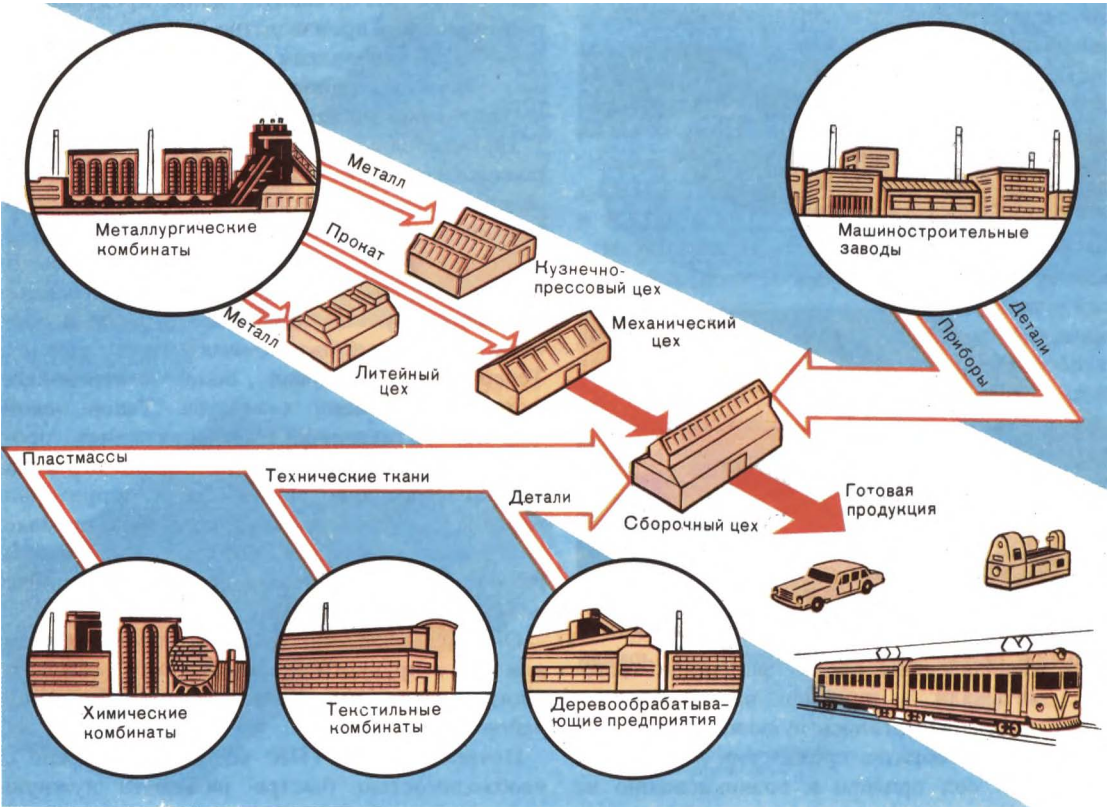 Металлургические
комбинаты
Металл
Прокат
Металл
Кузнечно-
прессовый цех
Литейный
цех
Механический
цех
Машиностроительные
заводы
Приборы
Детали
Пластмассы
Технические ткани
Детали
Сборочный цех
Готовая
продукция
Химические
комбинаты
Текстильные
комбинаты
Деревообрабатыва-
ющие предприятия